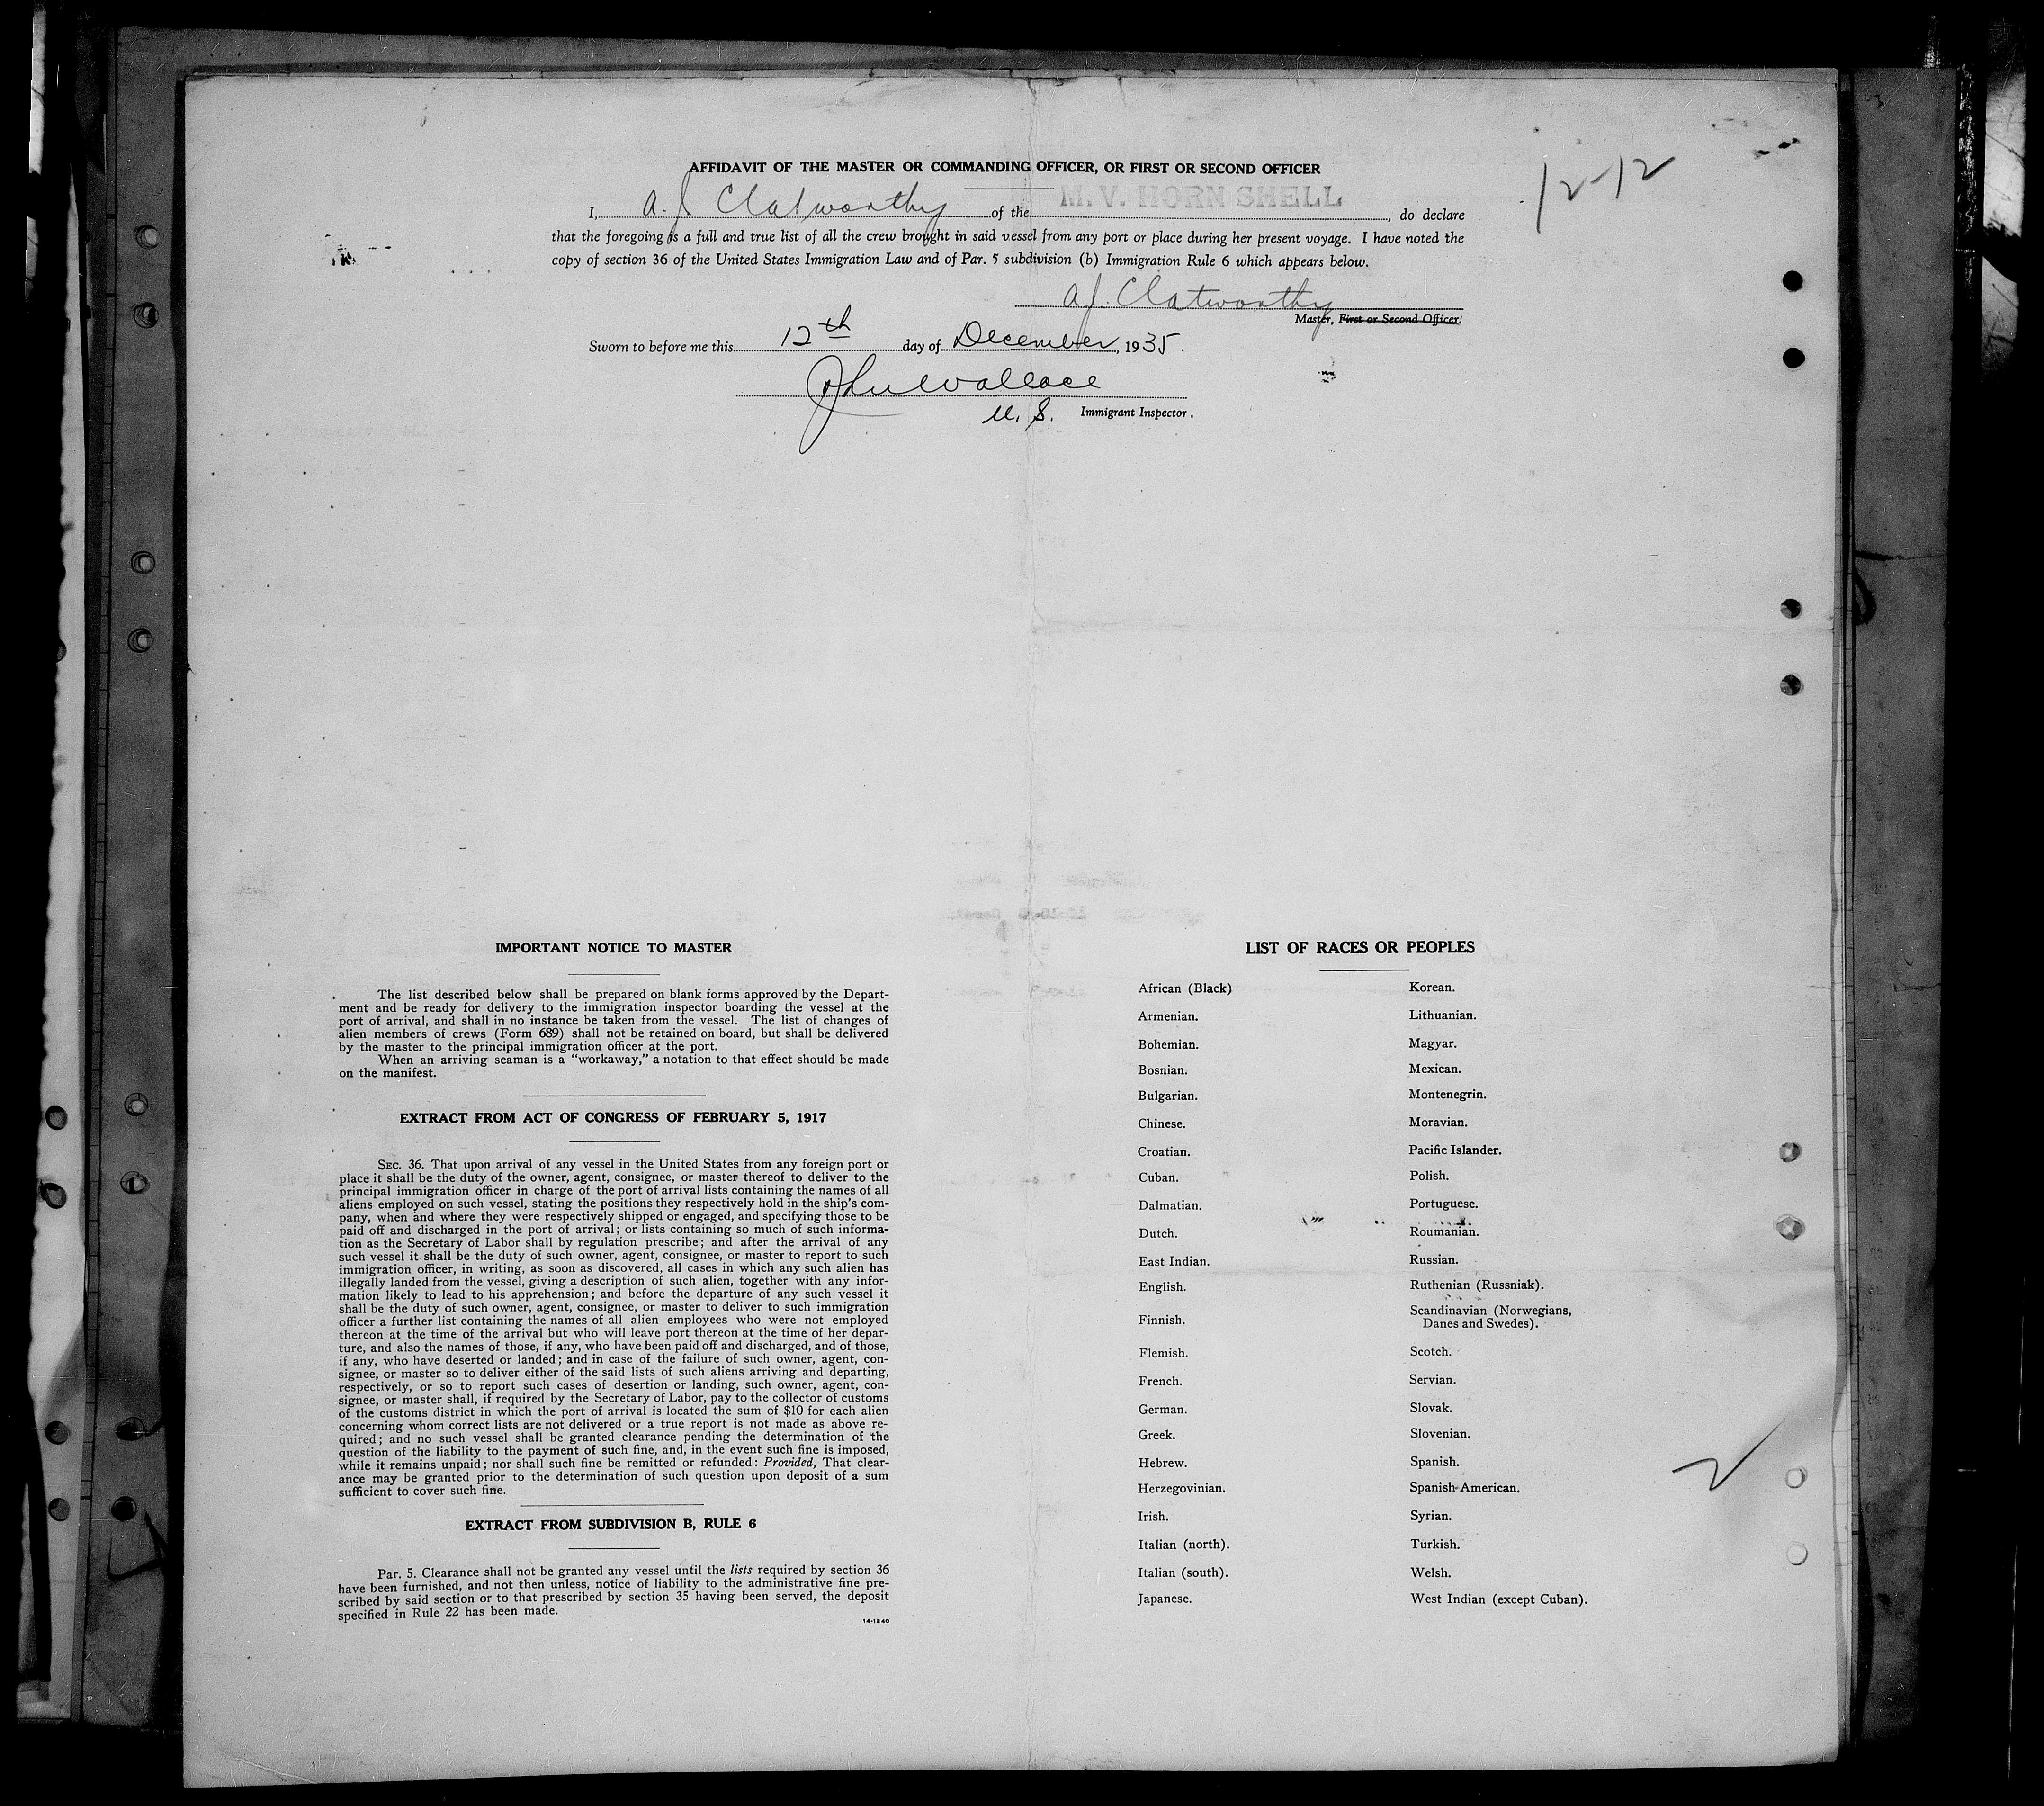 AFFIDAVIT OF THE MASTER OR COMMANDING OFFICER, OR FIRST OR SECOND OFFICER
12-12
I, A. J. Clatworthy of the M. V. HORN SHELL, do declare
that the foregoing is a full and true list of all the crew brought in said vessel from any port or place during her present voyage. I have noted the
copy of section 36 of the United States Immigration Law and of Par. 5 subdivision (b) Immigration Rule 6 which appears below.
A J. Clatworthy
Master, First or Second Officer.
Sworn to before me this 12th day of December, 1935.
John Wallace
U. S. Immigrant Inspector.
IMPORTANT NOTICE TO MASTER
The list described below shall be prepared on blank forms approved by the Depart-
ment and be ready for delivery to the immigration inspector boarding the vessel at the
port of arrival, and shall in no instance be taken from the vessel. The list of changes of
alien members of crews (Form 689) shall not be retained on board, but shall be delivered
by the master to the principal immigration officer at the port.
When an arriving seaman is a "workaway," a notation to that effect should be made
on the manifest.
EXTRACT FROM ACT OF CONGRESS OF FEBRUARY 5, 1917
SEC. 36. That upon arrival of any vessel in the United States from any foreign port or
place it shall be the duty of the owner, agent, consignee, or master thereof to deliver to the
principal immigration officer in charge of the port of arrival lists containing the names of all
aliens employed on such vessel, stating the positions they respectively hold in the ship's com-
pany, when and where they were respectively shipped or engaged, and specifying those to be
paid off and discharged in the port of arrival; or lists containing so much of such informa-
tion as the Secretary of Labor shall by regulation prescribe; and after the arrival of any
such vessel it shall be the duty of such owner, agent, consignee, or master to report to such
immigration officer, in writing, as soon as discovered, all cases in which any such alien has
illegally landed from the vessel, giving a description of such alien, together with any infor-
mation likely to lead to his apprehension; and before the departure of any such vessel it
shall be the duty of such owner, agent, consignee, or master to deliver to such immigration
officer a further list containing the names of all alien employees who were not employed
thereon at the time of the arrival but who will leave port thereon at the time of her depar-
ture, and also the names of those, if any, who have been paid off and discharged, and of those,
if any, who have deserted or landed; and in case of the failure of such owner, agent, con-
signee, or master so to deliver either of the said lists of such aliens arriving and departing,
respectively, or so to report such cases of desertion or landing, such owner, agent, con-
signee, or master shall, if required by the Secretary of Labor, pay to the collector of customs
of the customs district in which the port of arrival is located the sum of $10 for each alien
concerning whom correct lists are not delivered or a true report is not made as above re-
quired; and no such vessel shall be granted clearance pending the determination of the
question of the liability to the payment of such fine, and, in the event such fine is imposed,
while it remains unpaid; nor shall such fine be remitted or refunded: Provided, That clear-
ance may be granted prior to the determination of such question upon deposit of a sum
sufficient to cover such fine.
EXTRACT FROM SUBDIVISION B, RULE 6
Par. 5. Clearance shall not be granted any vessel until the lists required by section 36
have been furnished, and not then unless, notice of liability to the administrative fine pre-
scribed by said section or to that prescribed by section 35 having been served, the deposit
specified in Rule 22 has been made.
14-1240
LIST OF RACES OR PEOPLES
African (Black)
Armenian.
Bohemian.
Bosnian.
Bulgarian.
Chinese.
Croatian.
Cuban.
Dalmatian.
Dutch.
East Indian.
English.
Finnish.
Flemish.
French.
German.
Greek.
Hebrew.
Herzegovinian.
Irish.
Italian (north).
Italian (south).
Japanese.
Korean.
Lithuanian.
Magyar.
Mexican.
Montenegrin.
Moravian.
Pacific Islander.
Polish.
Portuguese.
Roumanian.
Russian.
Ruthenian (Russniak).
Scandinavian (Norwegians,
Danes and Swedes).
Scotch.
Servian.
Slovak.
Slovenian.
Spanish.
Spanish-American.
Syrian.
Turkish.
Welsh.
West Indian (except Cuban).